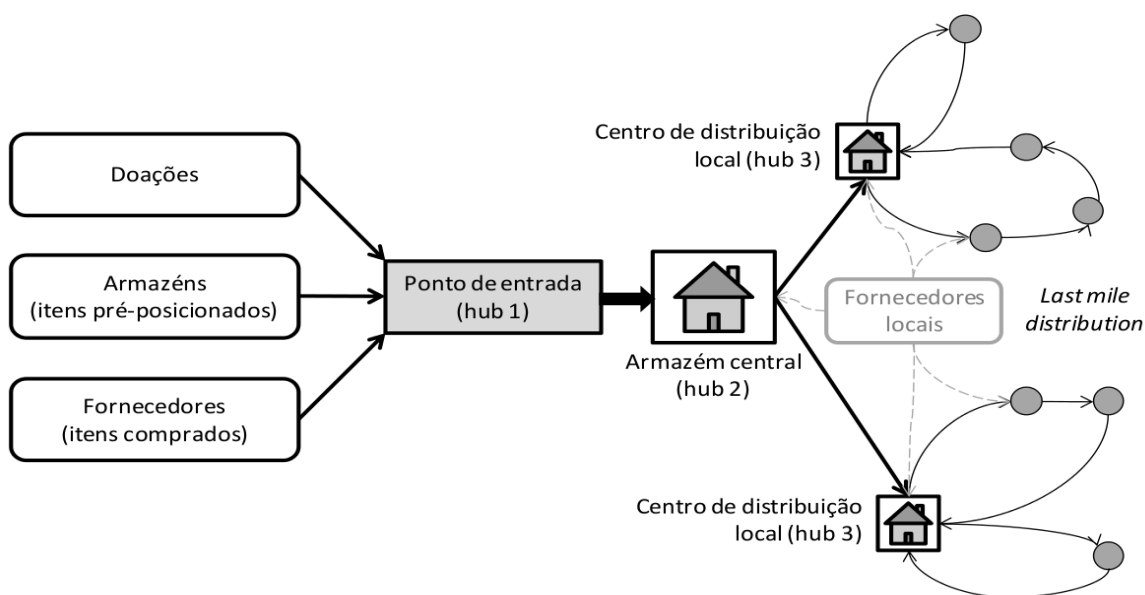 Doações
Armazéns
(itens pré-posicionados)
Fornecedores
(itens comprados)
Ponto de entrada
(hub 1)
Armazém central
(hub 2)
Centro de distribuição
local (hub 3)
Fornecedores
locais
Last mile
distribution
Centro de distribuição
local (hub 3)